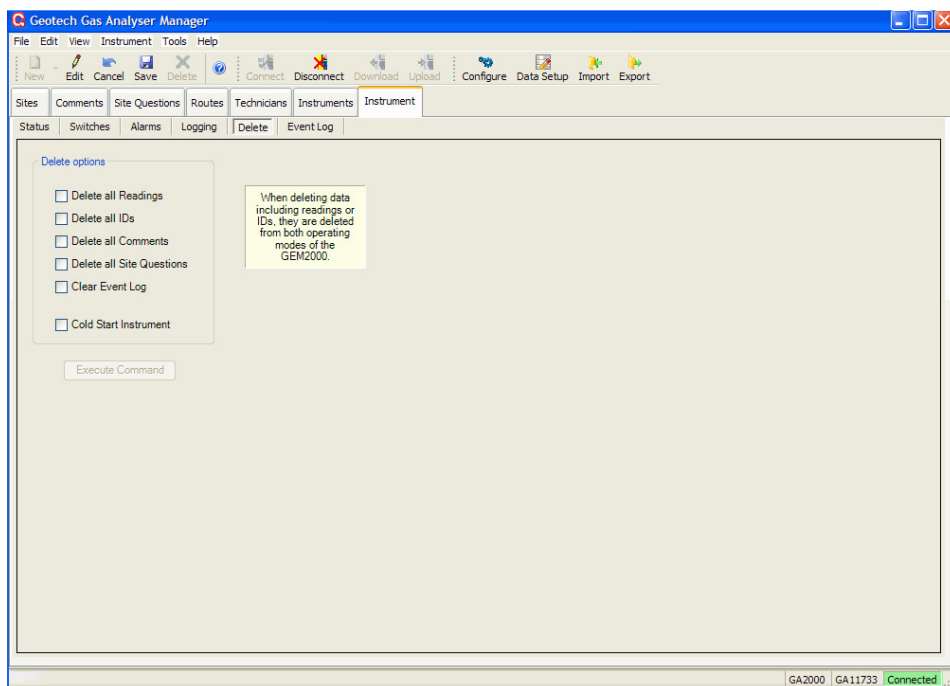 Geotech Gas Analyser Manager
File Edit View Instrument Tools Help
New Edit Cancel Save Delete Connect Disconnect Download Upload Configure Data Setup Import Export
Sites Comments Site Questions Routes Technicians Instruments Instrument
Status Switches Alarms Logging Delete Event Log
Delete options
Delete all Readings
Delete all IDs
Delete all Comments
Delete all Site Questions
Clear Event Log
Cold Start Instrument
Execute Command
When deleting data
including readings or
IDs, they are deleted
from both operating
modes of the
GEM2000.
GA2000 GA11733 Connected